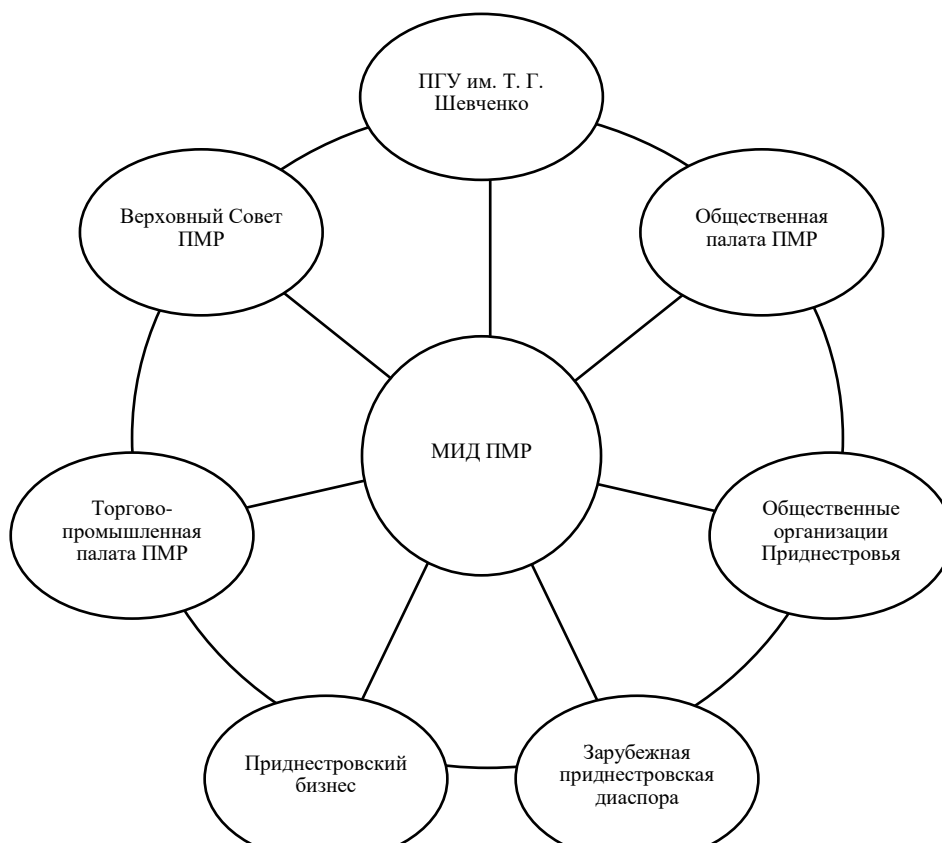 ПГУ им. Т. Г.
Шевченко
Верховный Совет
ПМР
Общественная
палата ПМР
МИД ПМР
Торгово-
промышленная
палата ПМР
Общественные
организации
Приднестровья
Приднестровский
бизнес
Зарубежная
приднестровская
диаспора